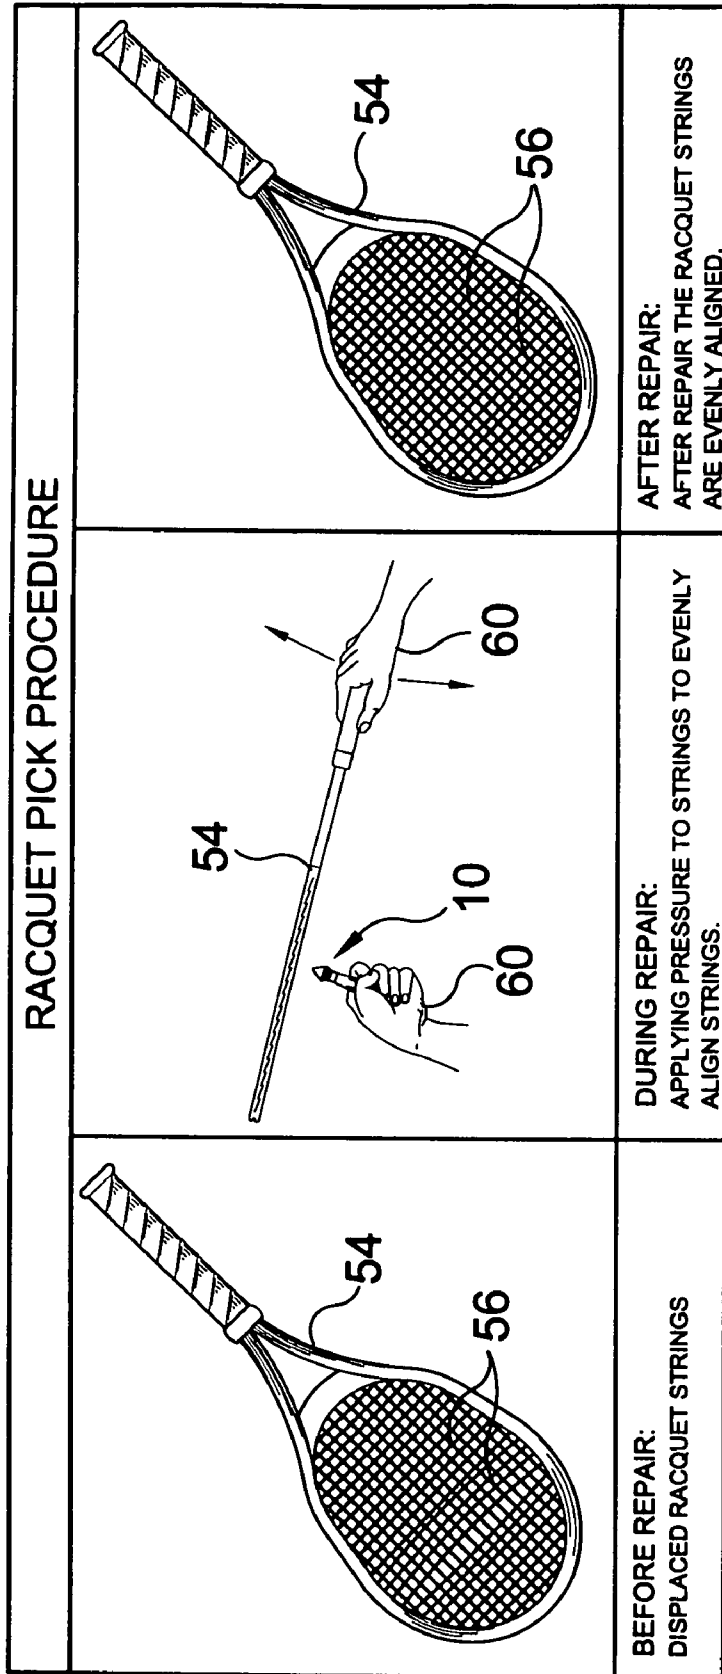 RACQUET PICK PROCEDURE
54
56
54
10
60
60
54
56
BEFORE REPAIR:
DISPLACED RACQUET STRINGS
DURING REPAIR:
APPLYING PRESSURE TO STRINGS TO EVENLY
ALIGN STRINGS.
AFTER REPAIR:
AFTER REPAIR THE RACQUET STRINGS
ARE EVENLY ALIGNED.